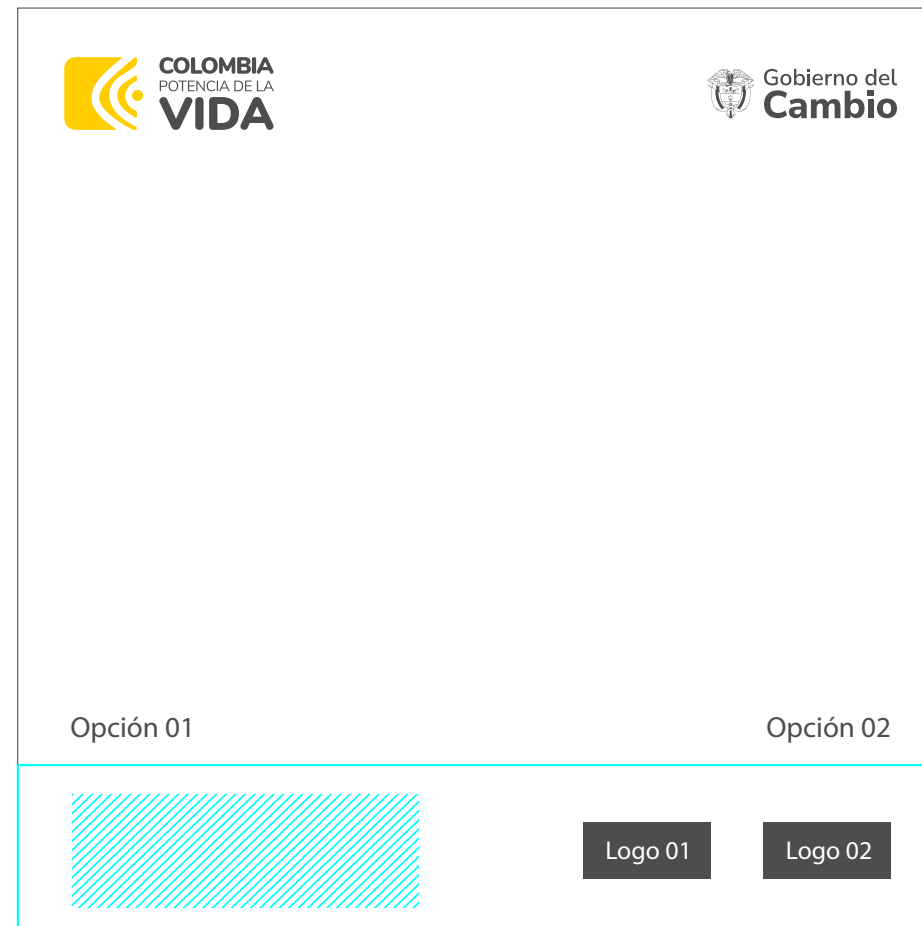 COLOMBIA
POTENCIA DE LA
VIDA
Gobierno del
Cambio
Opción 01
Opción 02
Logo 01
Logo 02